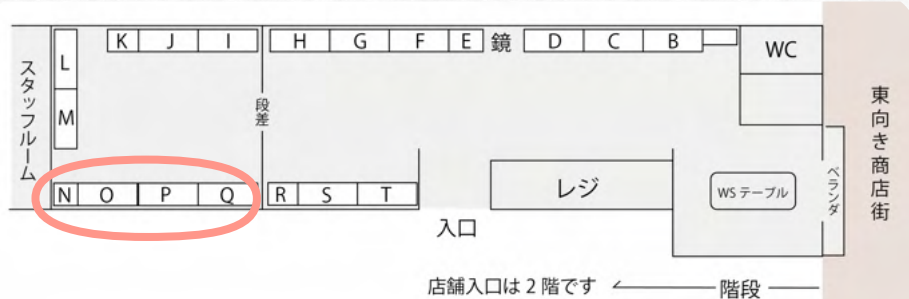 K J I H G F E 鏡 D C B WC
L
M
スタッフルーム
段差
N O P Q R S T
レジ
WS テーブル
ベランダ
東向き商店街
入口
店舗入口は 2 階です
階段